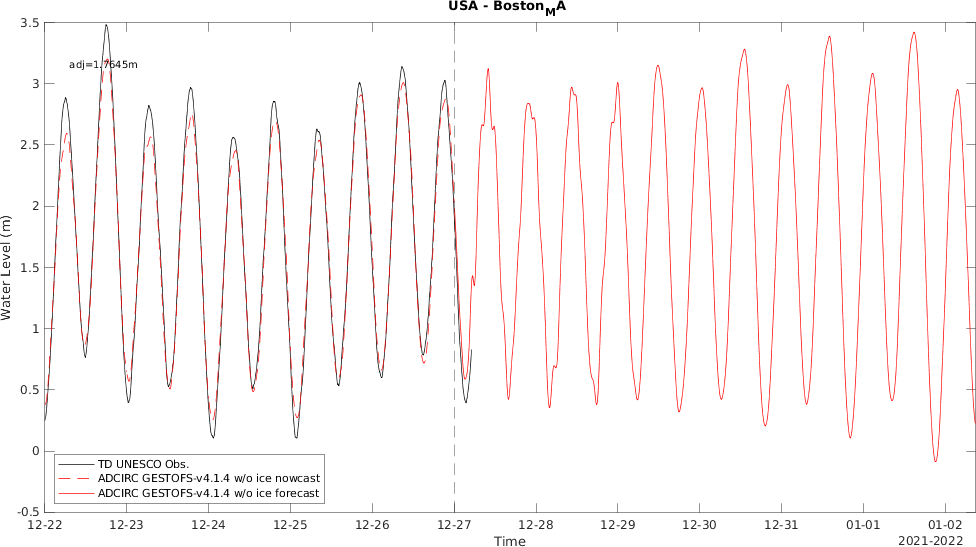 USA - Boston_MA
3.5
3
2.5
2
1.5
1
0.5
0
-0.5
Water Level (m)
adj=1.7645m
TD UNESCO Obs.
ADCIRC GESTOFS-v4.1.4 w/o ice nowcast
ADCIRC GESTOFS-v4.1.4 w/o ice forecast
12-22 12-23 12-24 12-25 12-26 12-27 12-28 12-29 12-30 12-31 01-01 01-02
Time
2021-2022